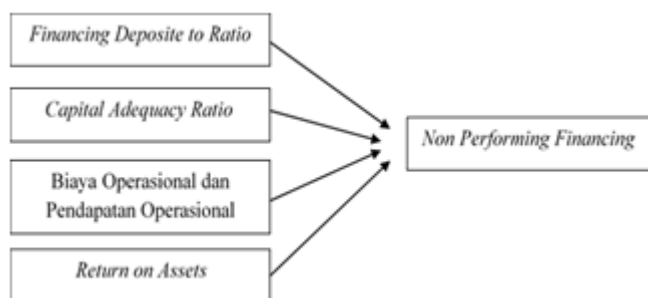 Financing Deposite to Ratio
Capital Adequacy Ratio
Non Performing Financing
Biaya Operasional dan
Pendapatan Operasional
Return on Assets